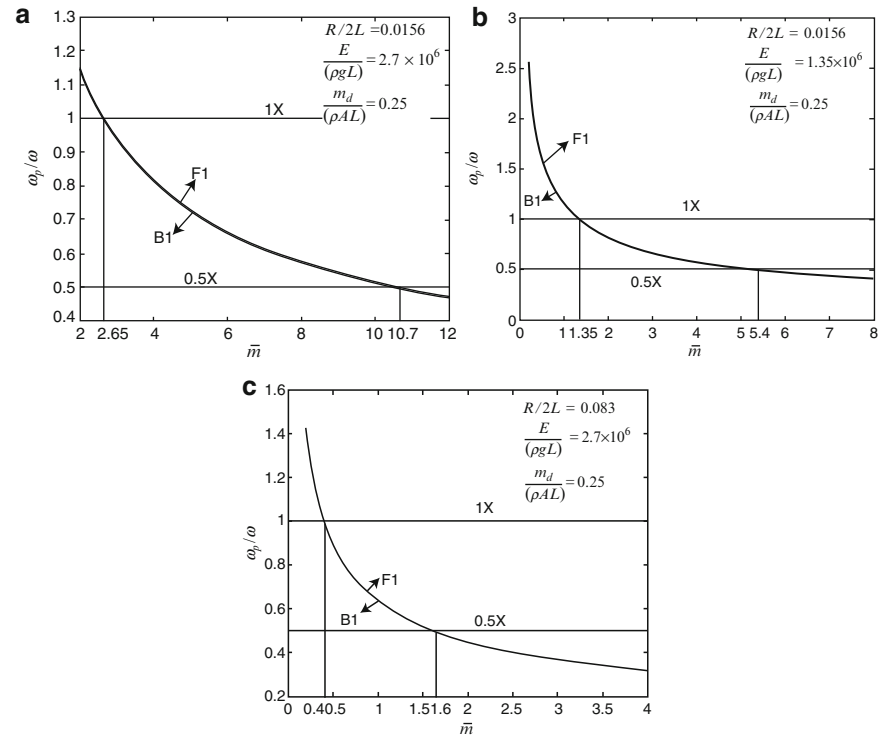 a
1.3
1.2
1.1
1
0.9
0.8
0.7
0.6
0.5
0.4
ωp/ω
R/2L =0.0156
E/(ρgL) = 2.7 × 10^6
m_d/(ρAL) = 0.25
1X
F1
B1
0.5X
2 2.65 4 6 8 10 10.7 12
m̄
b
3
2.5
2
1.5
1
0.5
0
ωp/ω
R/2L = 0.0156
E/(ρgL) = 1.35×10^6
m_d/(ρAL) = 0.25
F1
B1
1X
0.5X
0 1 1.35 2 3 4 5 5.4 6 7 8
m̄
c
1.6
1.4
1.2
1
0.8
0.6
0.4
0.2
ωp/ω
R/2L = 0.083
E/(ρgL) = 2.7×10^6
m_d/(ρAL) = 0.25
1X
F1
B1
0.5X
0 0.4 0.5 1 1.5 1.6 2 2.5 3 3.5 4
m̄